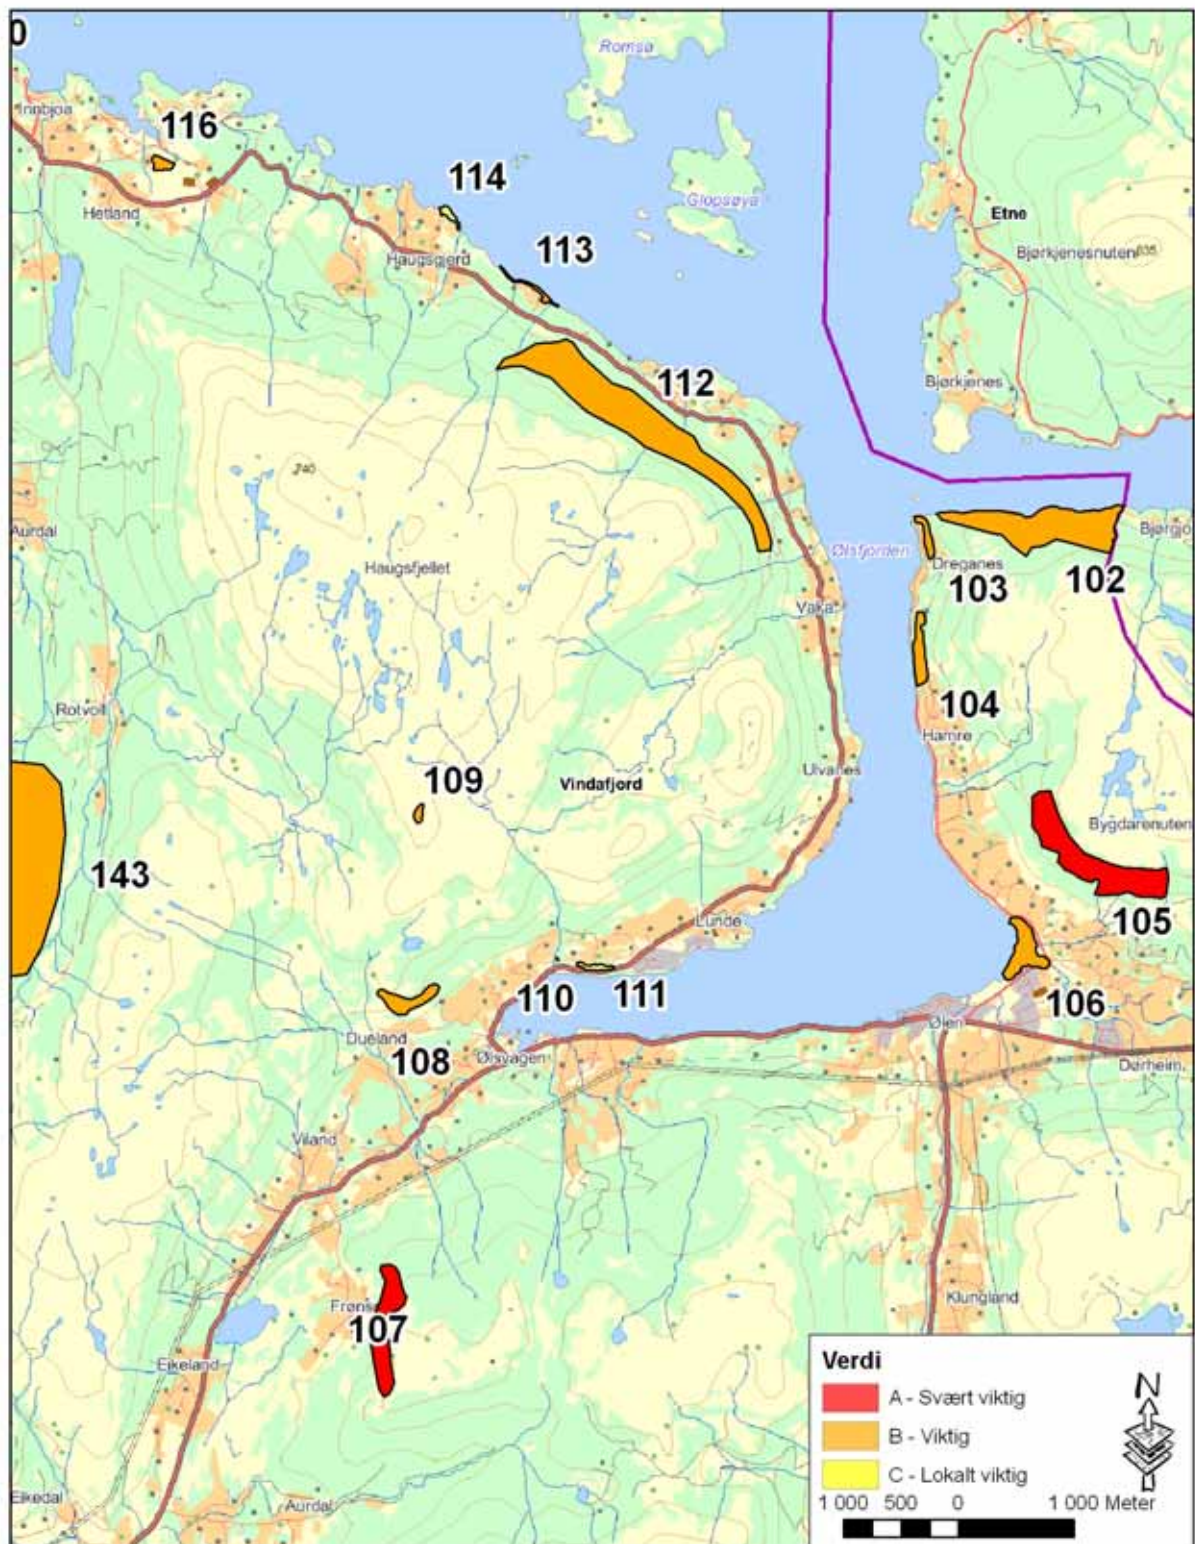 0
Romsø
Innbjoa
116
114
Glopsøya
Hetland
Etne
113
Haugsgjerd
Bjørkjenesnuten 635
112
Bjørkjenes
740
Aurdal
Ølsfjorden
Bjørgjo
Haugsfjellet
Dreganes
103
102
Vaka
Rotvoll
104
Hamre
109
Vindafjord
Ulvanes
Bygdarenuten
143
105
Lunde
110
111
106
Ølen
Dueland
108
Ølsvågen
Dørheim
Viland
Klungland
107
Eikeland
Verdi
A - Svært viktig
N
B - Viktig
C - Lokalt viktig
Eikedal
Aurdal
1 000 500 0 1 000 Meter